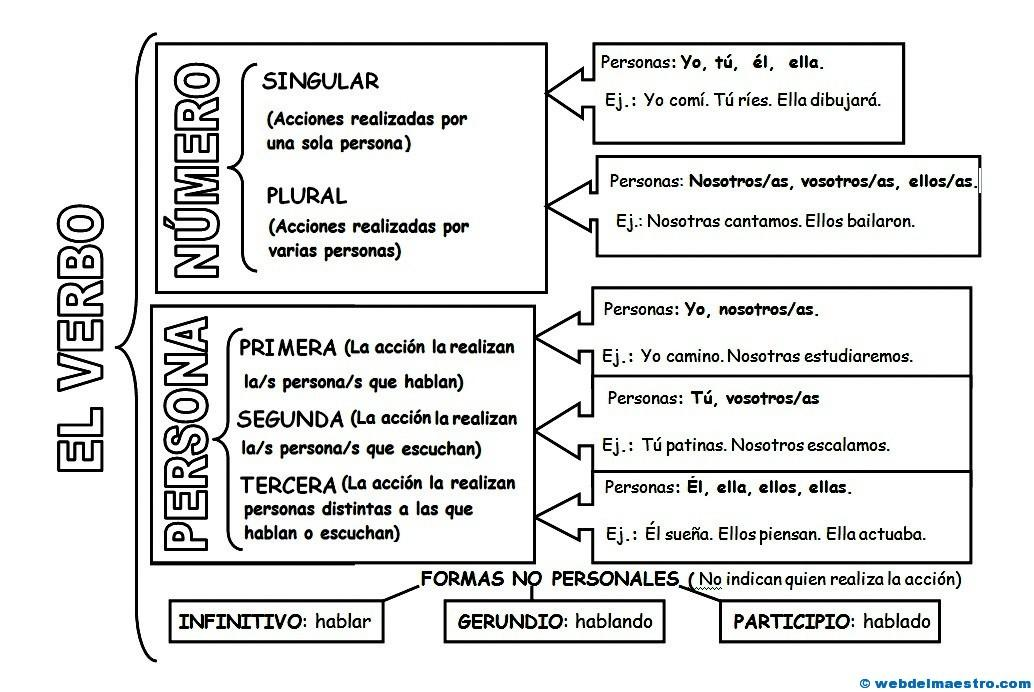 EL VERBO
NÚMERO
SINGULAR
(Acciones realizadas por
una sola persona)
PLURAL
(Acciones realizadas por
varias personas)
Personas: Yo, tú, él, ella.
Ej.: Yo comí. Tú ríes. Ella dibujará.
Personas: Nosotros/as, vosotros/as, ellos/as.
Ej.: Nosotras cantamos. Ellos bailaron.
PERSONA
PRIMERA (La acción la realizan
la/s persona/s que hablan)
SEGUNDA (La acción la realizan
la/s persona/s que escuchan)
TERCERA (La acción la realizan
personas distintas a las que
hablan o escuchan)
Personas: Yo, nosotros/as.
Ej.: Yo camino. Nosotras estudiaremos.
Personas: Tú, vosotros/as
Ej.: Tú patinas. Nosotros escalamos.
Personas: Él, ella, ellos, ellas.
Ej.: Él sueña. Ellos piensan. Ella actuaba.
FORMAS NO PERSONALES (No indican quien realiza la acción)
INFINITIVO: hablar
GERUNDIO: hablando
PARTICIPIO: hablado
© webdelmaestro.com